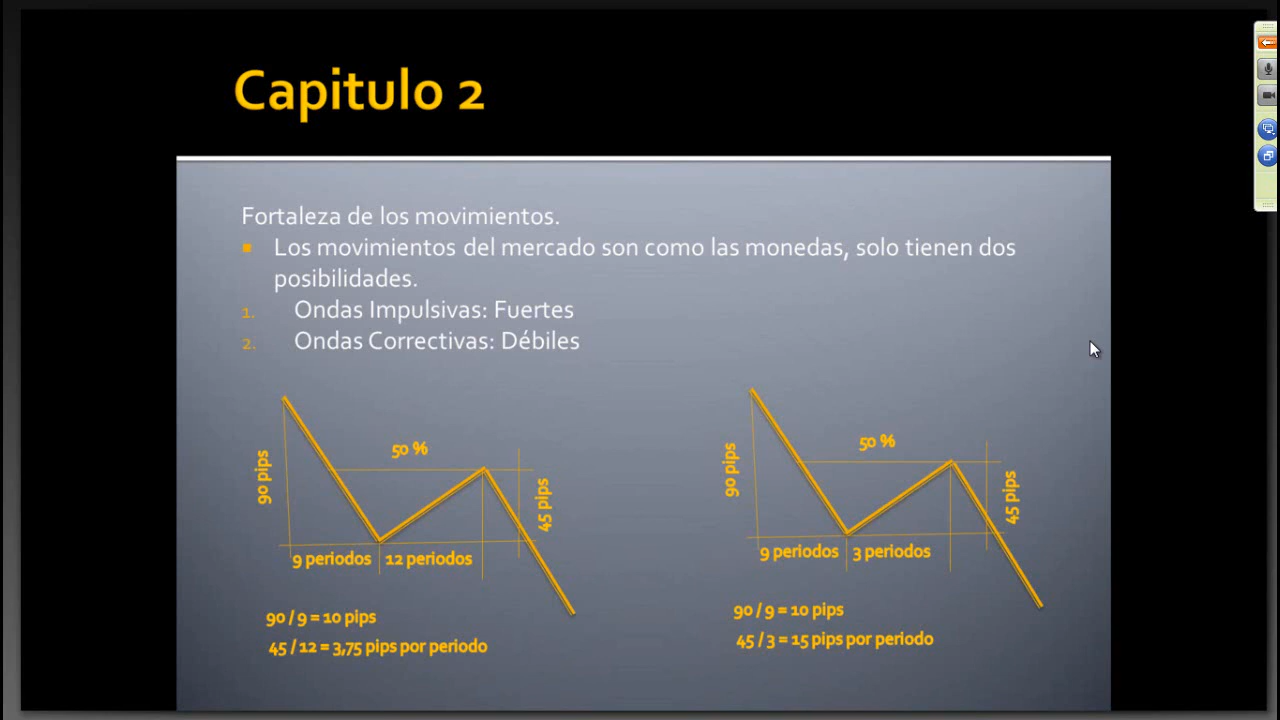 Capitulo 2
Fortaleza de los movimientos.
Los movimientos del mercado son como las monedas, solo tienen dos
posibilidades.
1. Ondas Impulsivas: Fuertes
2. Ondas Correctivas: Débiles
90 pips
50 %
45 pips
9 periodos
12 periodos
90 / 9 = 10 pips
45 / 12 = 3,75 pips por periodo
90 pips
50 %
45 pips
9 periodos
3 periodos
90 / 9 = 10 pips
45 / 3 = 15 pips por periodo